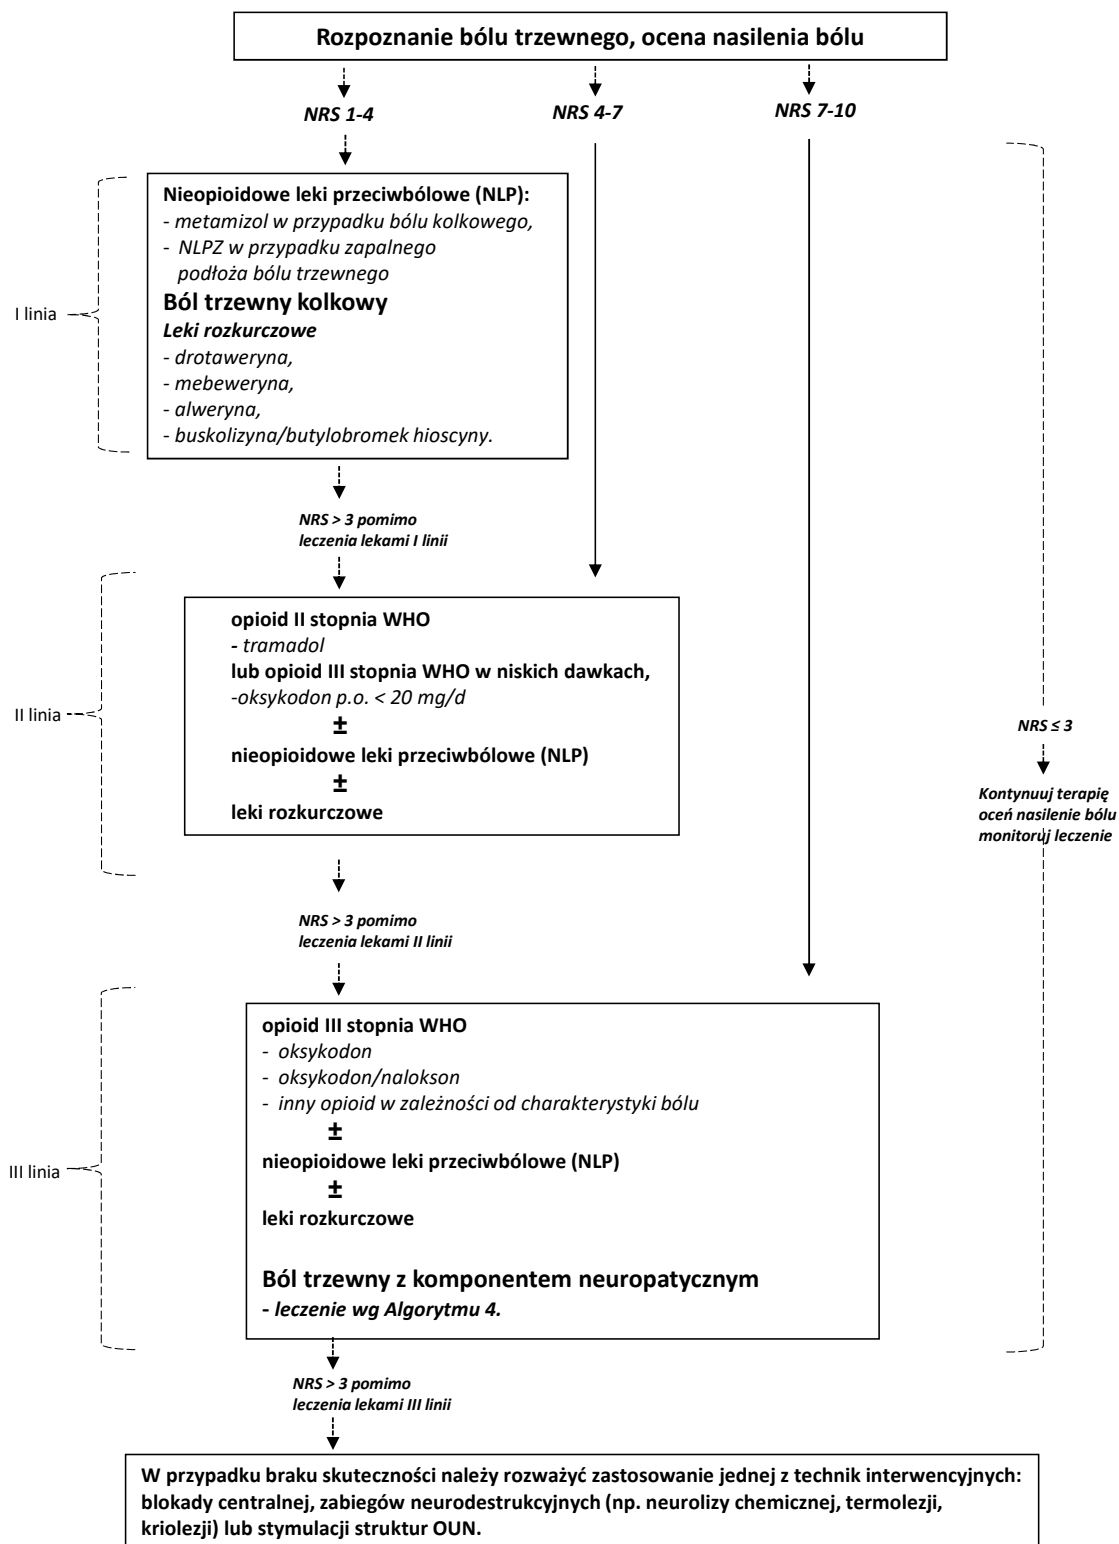 Rozpoznanie bólu trzewnego, ocena nasilenia bólu
NRS 1-4
NRS 4-7
NRS 7-10
I linia
Nieopioidowe leki przeciwbólowe (NLP):
- metamizol w przypadku bólu kolkowego,
- NLPZ w przypadku zapalnego
podłoża bólu trzewnego
Ból trzewny kolkowy
Leki rozkurczowe
- drotaweryna,
- mebeweryna,
- alweryna,
- buskolizyna/butylobromek hioscyny.
NRS > 3 pomimo
leczenia lekami I linii
II linia
opioid II stopnia WHO
- tramadol
lub opioid III stopnia WHO w niskich dawkach,
-oksykodon p.o. < 20 mg/d
±
nieopioidowe leki przeciwbólowe (NLP)
±
leki rozkurczowe
NRS ≤ 3
Kontynuuj terapię
oceń nasilenie bólu
monitoruj leczenie
NRS > 3 pomimo
leczenia lekami II linii
III linia
opioid III stopnia WHO
- oksykodon
- oksykodon/nalokson
- inny opioid w zależności od charakterystyki bólu
±
nieopioidowe leki przeciwbólowe (NLP)
±
leki rozkurczowe
Ból trzewny z komponentem neuropatycznym
- leczenie wg Algorytmu 4.
NRS > 3 pomimo
leczenia lekami III linii
W przypadku braku skuteczności należy rozważyć zastosowanie jednej z technik interwencyjnych:
blokady centralnej, zabiegów neurodestrukcyjnych (np. neurolizy chemicznej, termolezji,
kriolezji) lub stymulacji struktur OUN.